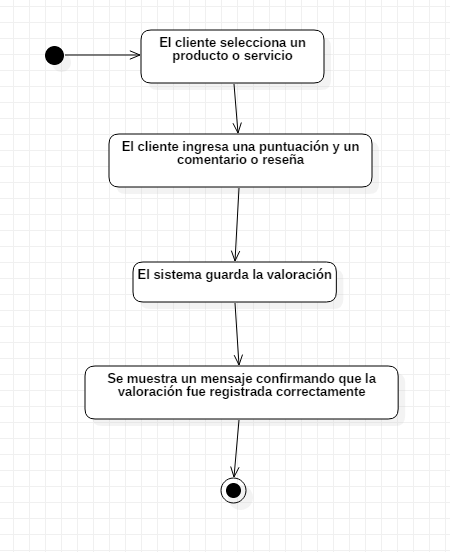 El cliente selecciona un
producto o servicio
El cliente ingresa una puntuación y un
comentario o reseña
El sistema guarda la valoración
Se muestra un mensaje confirmando que la
valoración fue registrada correctamente